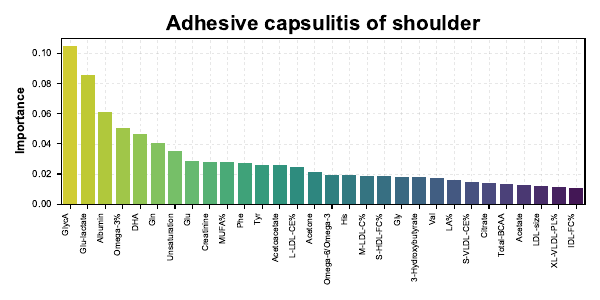 Adhesive capsulitis of shoulder
Importance
0.10
0.08
0.06
0.04
0.02
0.00
GlycA
Glu-lactate
Albumin
Omega-3%
DHA
Gln
Unsaturation
Glu
Creatinine
MUFA%
Phe
Tyr
Acetoacetate
L-LDL-CE%
Acetone
Omega-6/Omega-3
His
M-LDL-C%
S-HDL-FC%
Gly
3-Hydroxybutyrate
Val
LA%
S-VLDL-CE%
Citrate
Total-BCAA
Acetate
LDL-size
XL-VLDL-PL%
IDL-FC%